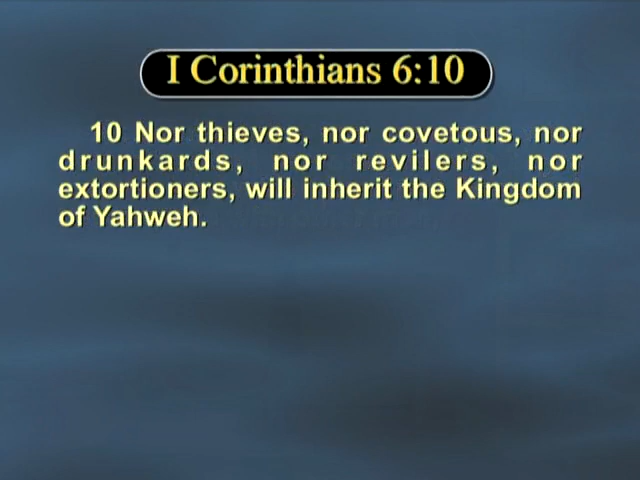 I Corinthians 6:10
10 Nor thieves, nor covetous, nor
drunkards, nor revilers, nor
extortioners, will inherit the Kingdom
of Yahweh.